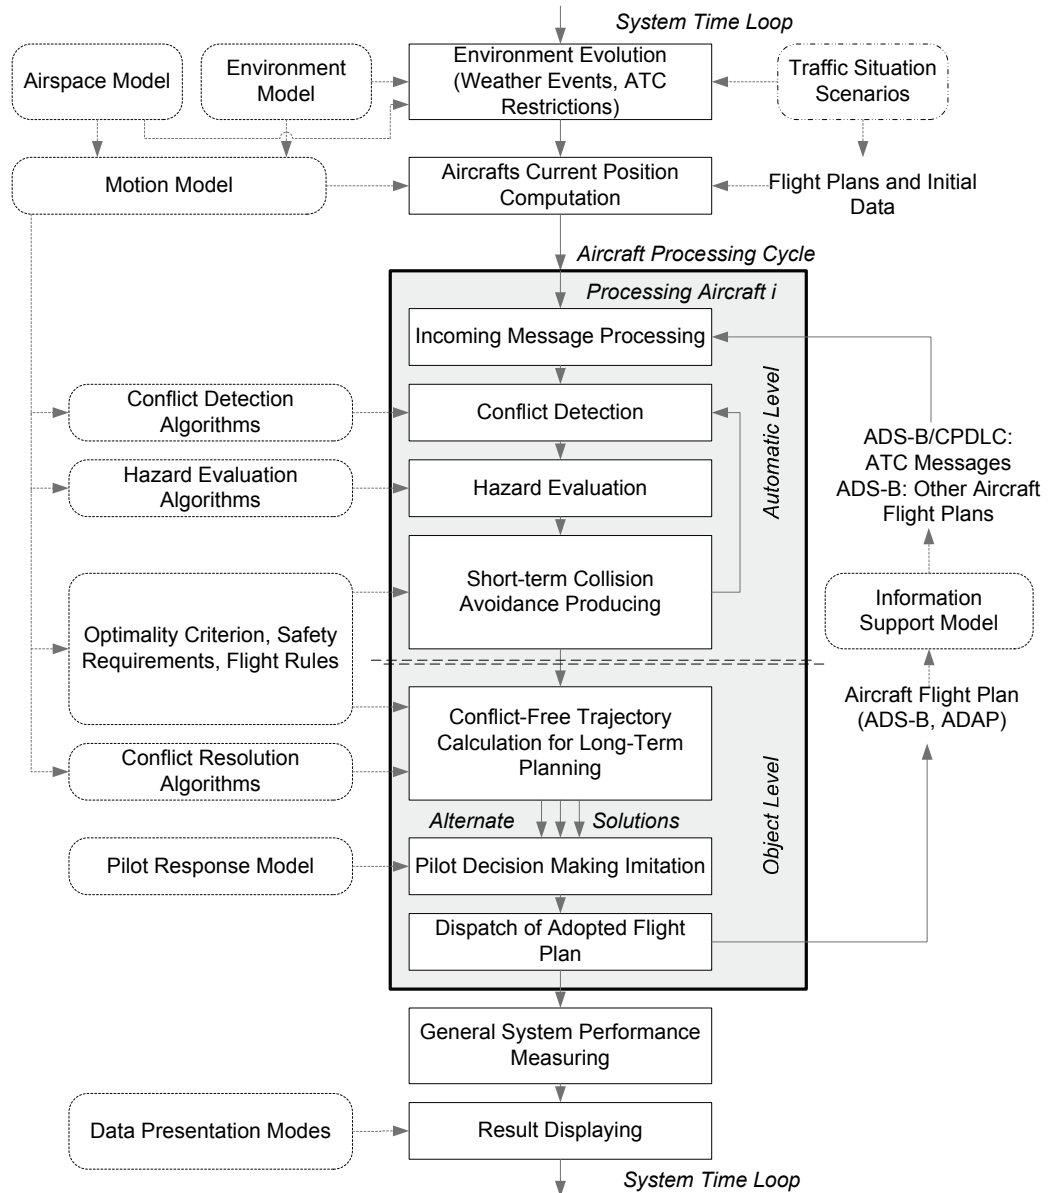 System Time Loop
Airspace Model
Environment
Model
Environment Evolution
(Weather Events, ATC
Restrictions)
Traffic Situation
Scenarios
Motion Model
Aircrafts Current Position
Computation
Flight Plans and Initial
Data
Aircraft Processing Cycle
Processing Aircraft i
Incoming Message Processing
Conflict Detection
Algorithms
Conflict Detection
Automatic Level
Hazard Evaluation
Algorithms
Hazard Evaluation
ADS-B/CPDLC:
ATC Messages
ADS-B: Other Aircraft
Flight Plans
Short-term Collision
Avoidance Producing
Information
Support Model
Optimality Criterion, Safety
Requirements, Flight Rules
Aircraft Flight Plan
(ADS-B, ADAP)
Conflict-Free Trajectory
Calculation for Long-Term
Planning
Conflict Resolution
Algorithms
Object Level
Alternate Solutions
Pilot Response Model
Pilot Decision Making Imitation
Dispatch of Adopted Flight
Plan
General System Performance
Measuring
Data Presentation Modes
Result Displaying
System Time Loop